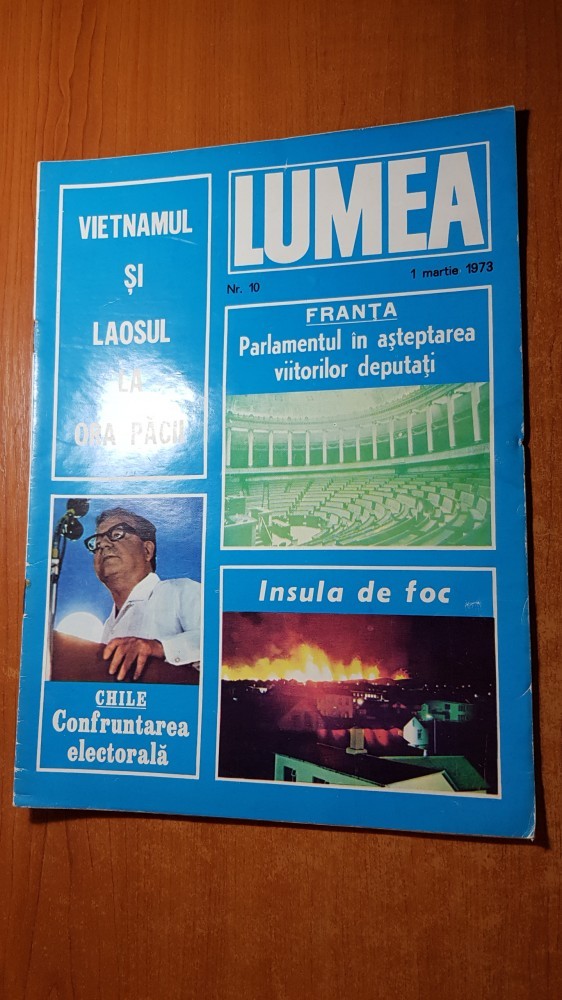 LUMEA
Nr. 10
1 martie 1973
VIETNAMUL
ȘI
LAOSUL
LA
ORA PĂCII
FRANȚA
Parlamentul în așteptarea
viitorilor deputați
CHILE
Confruntarea
electorală
Insula de foc